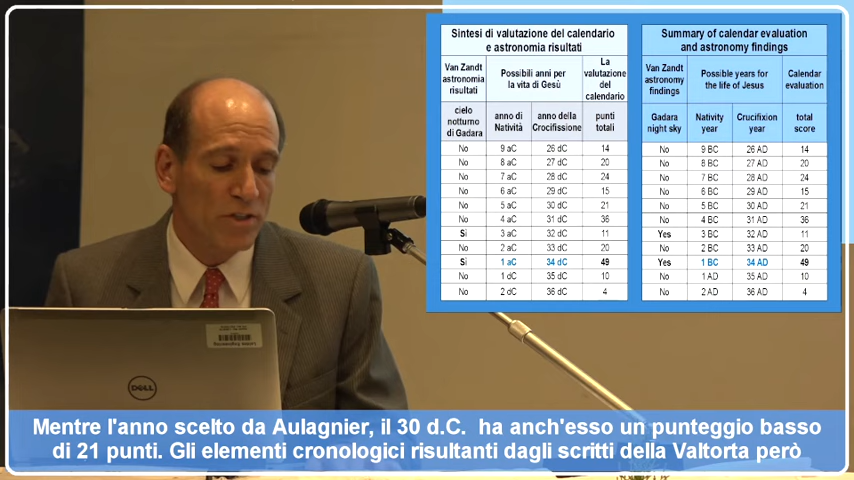 Sintesi di valutazione del calendario
e astronomia risultati
Van Zandt astronomia risultati | Possibili anni per la vita di Gesù | La valutazione del calendario
cielo notturno di Gadara | anno di Natività | anno della Crocifissione | punti totali
No 9 aC 26 dC 14
No 8 aC 27 dC 20
No 7 aC 28 dC 24
No 6 aC 29 dC 15
No 5 aC 30 dC 21
No 4 aC 31 dC 36
Si 3 aC 32 dC 11
No 2 aC 33 dC 20
Si 1 aC 34 dC 49
No 1 dC 35 dC 10
No 2 dC 36 dC 4
Summary of calendar evaluation
and astronomy findings
Van Zandt astronomy findings | Possible years for the life of Jesus | Calendar evaluation
Gadara night sky | Nativity year | Crucifixion year | total score
No 9 BC 26 AD 14
No 8 BC 27 AD 20
No 7 BC 28 AD 24
No 6 BC 29 AD 15
No 5 BC 30 AD 21
No 4 BC 31 AD 36
Yes 3 BC 32 AD 11
No 2 BC 33 AD 20
Yes 1 BC 34 AD 49
No 1 AD 35 AD 10
No 2 AD 36 AD 4
DELL
Mentre l'anno scelto da Aulagnier, il 30 d.C. ha anch'esso un punteggio basso
di 21 punti. Gli elementi cronologici risultanti dagli scritti della Valtorta però